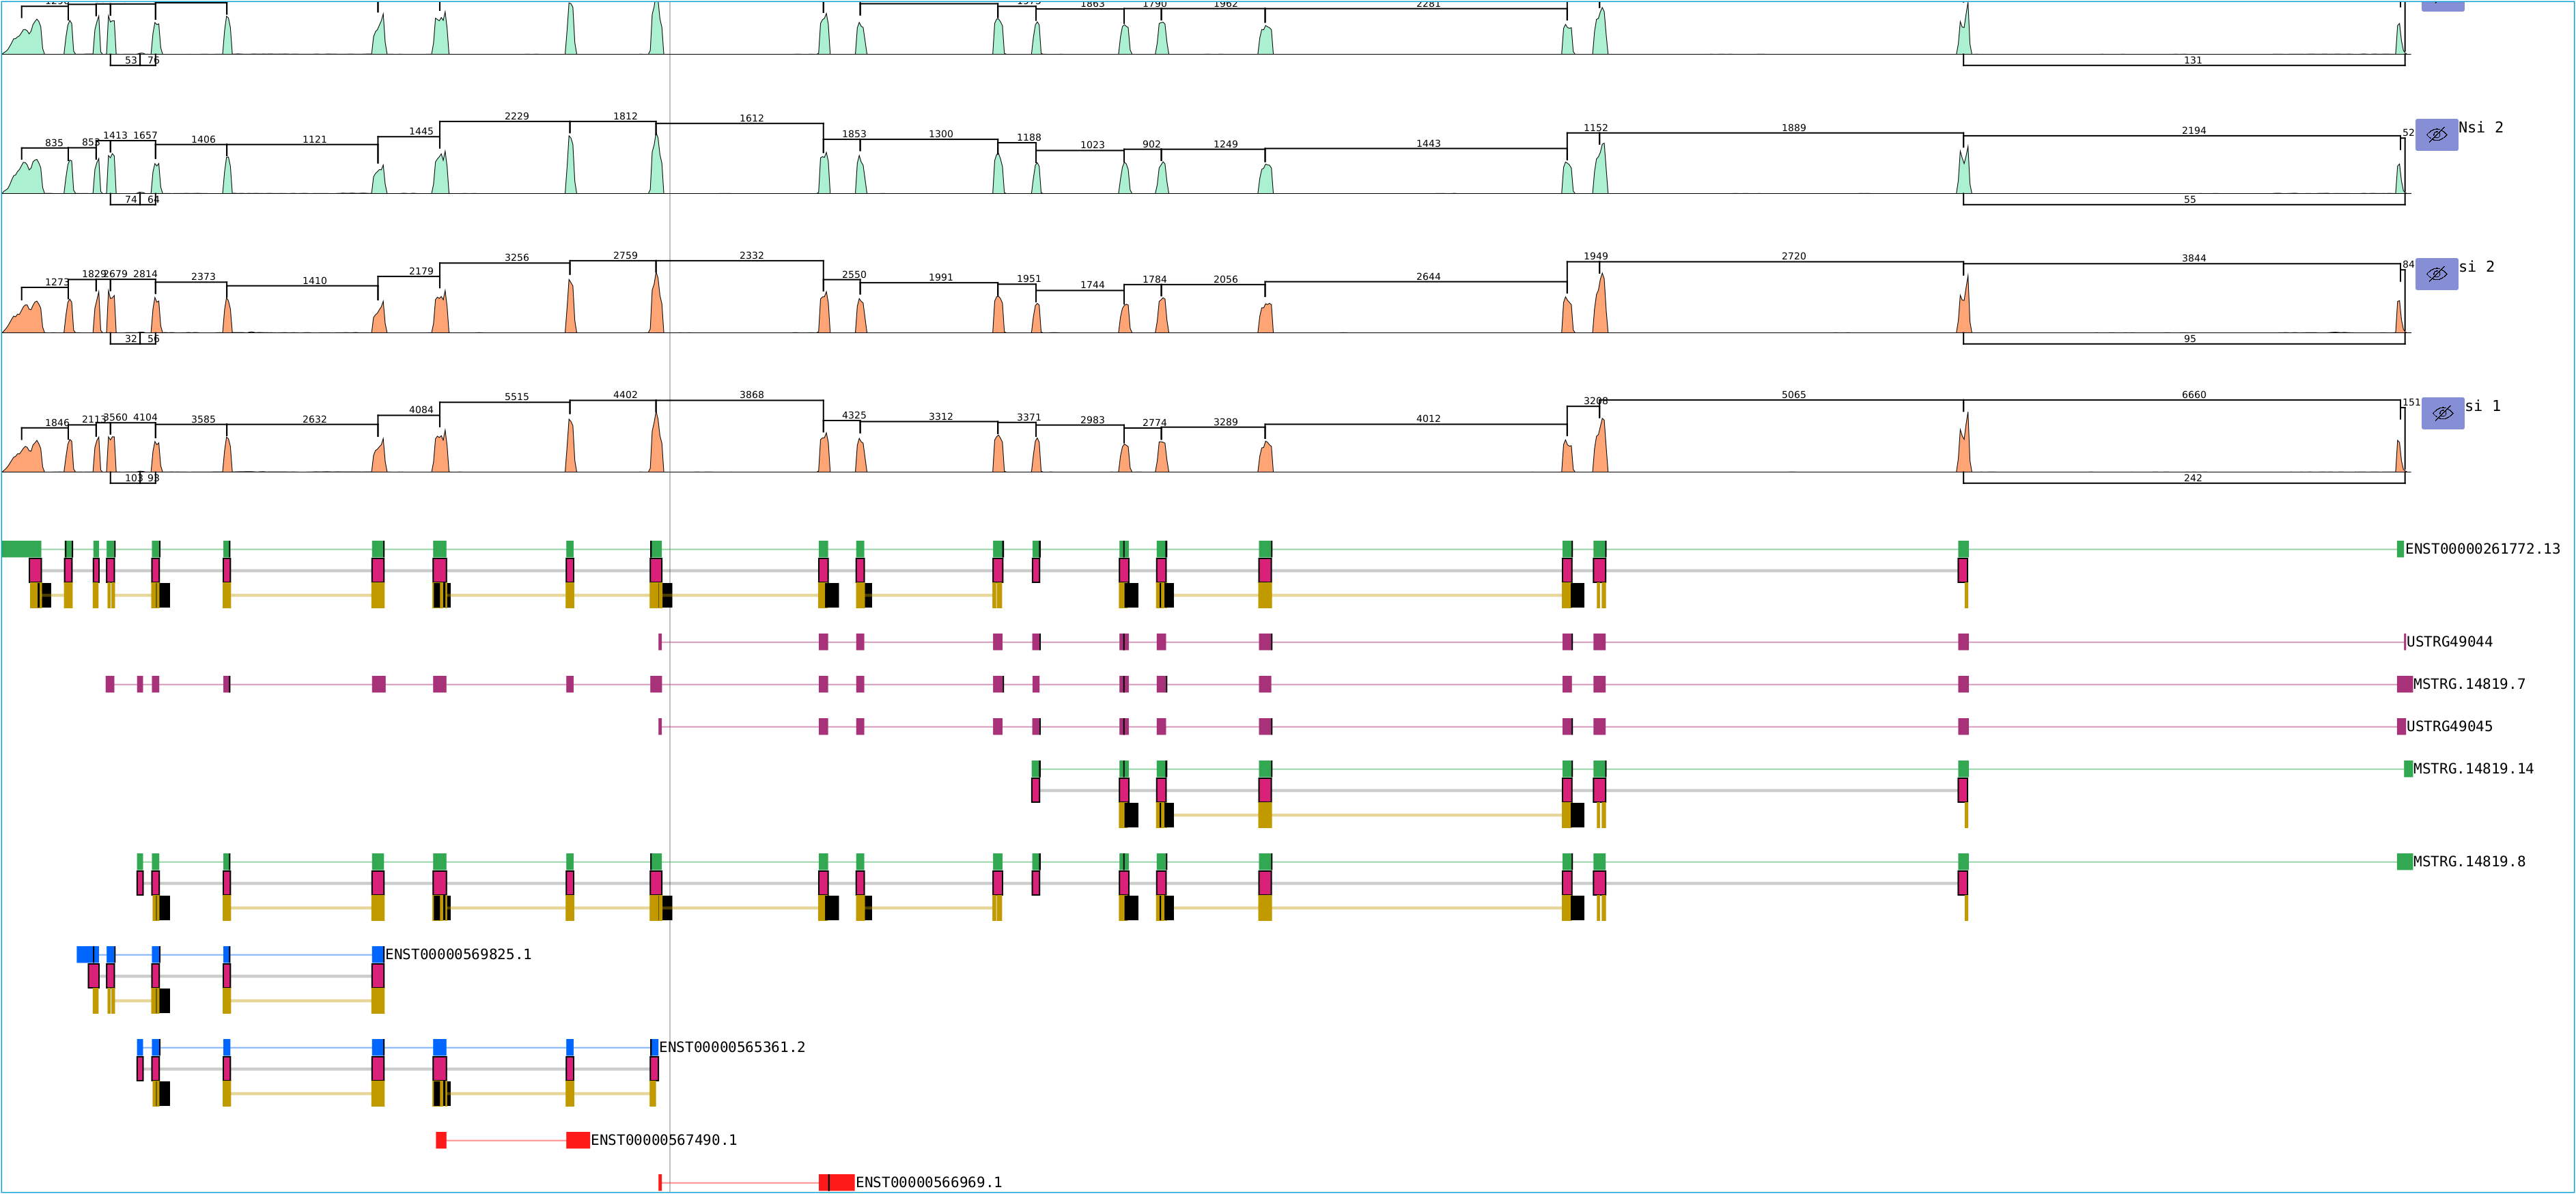 1863 1790 1962 2281
53 76 131
2229 1812 1612
835 853 1413 1657 1406 1121 1445 1853 1300 1188 1023 902 1249 1443 1152 1889 2194 52 Nsi 2
74 64 55
3256 2759 2332
1273 1829 2679 2814 2373 1410 2179 2550 1991 1951 1744 1784 2056 2644 1949 2720 3844 84 si 2
32 56 95
5515 4402 3868
1846 2113 3560 4104 3585 2632 4084 4325 3312 3371 2983 2774 3289 4012 3208 5065 6660 151 si 1
103 93 242
ENST00000261772.13
USTRG49044
MSTRG.14819.7
USTRG49045
MSTRG.14819.14
MSTRG.14819.8
ENST00000569825.1
ENST00000565361.2
ENST00000567490.1
ENST00000566969.1